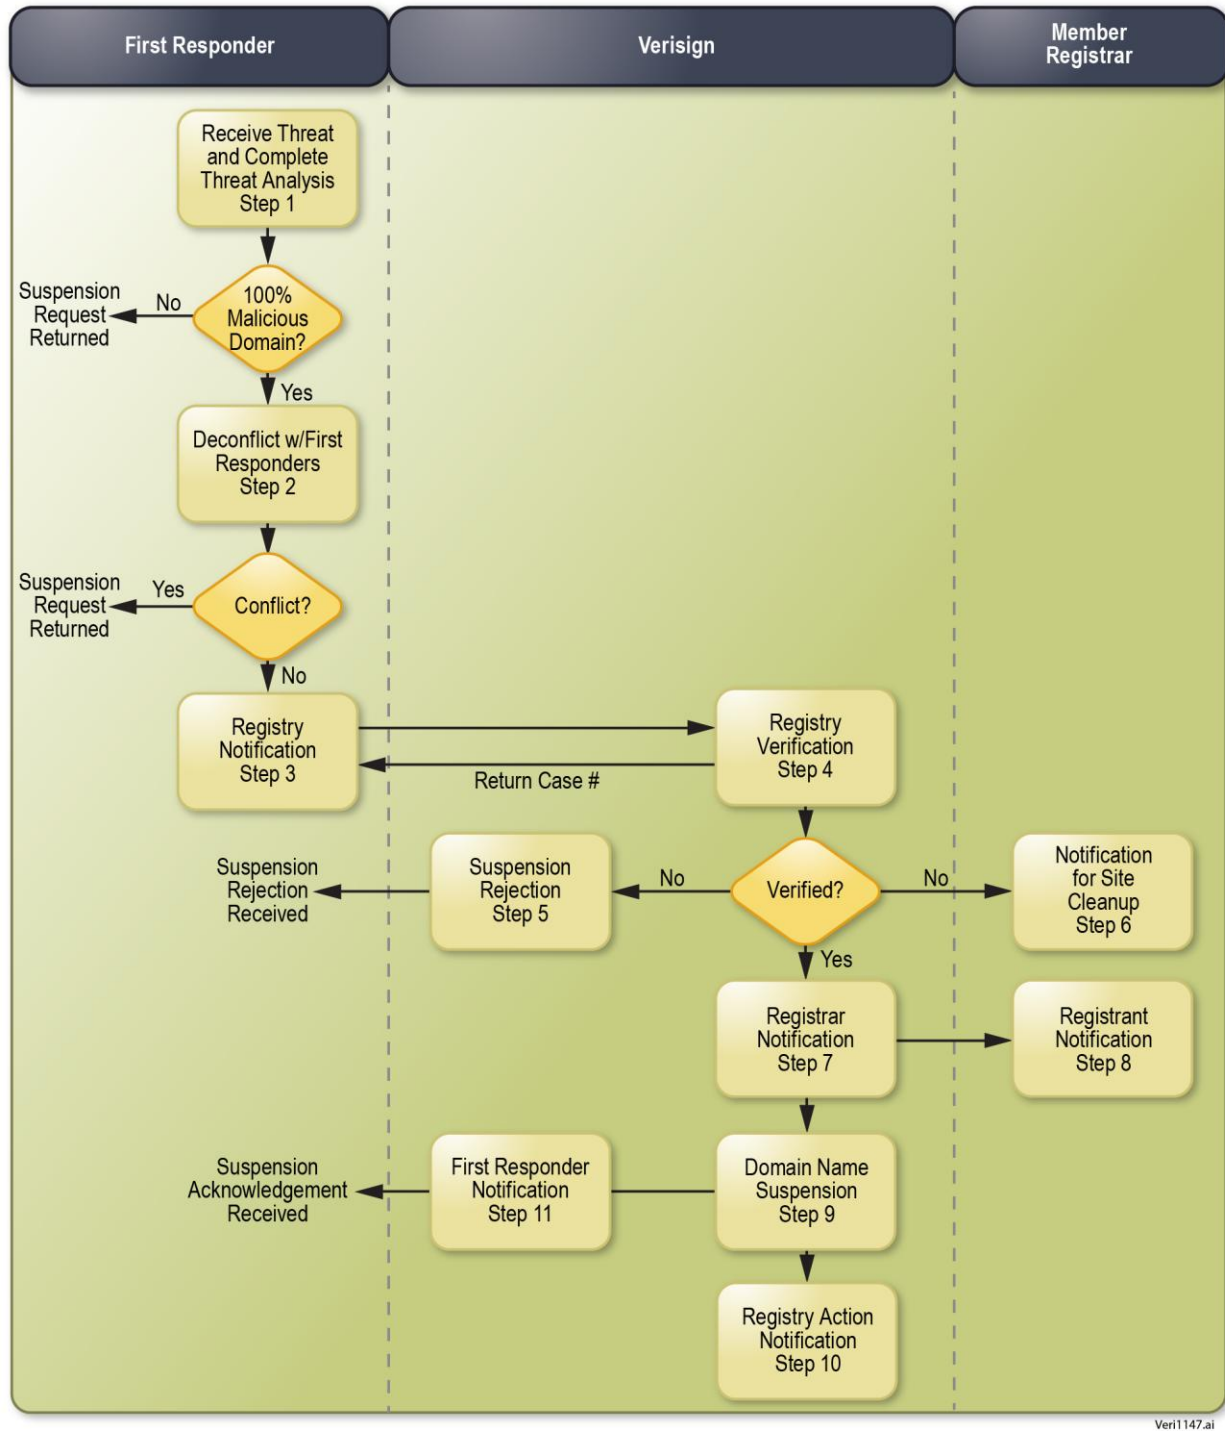 First Responder
Verisign
Member
Registrar
Receive Threat
and Complete
Threat Analysis
Step 1
100%
Malicious
Domain?
No
Suspension
Request
Returned
Yes
Deconflict w/First
Responders
Step 2
Conflict?
Yes
Suspension
Request
Returned
No
Registry
Notification
Step 3
Registry
Verification
Step 4
Return Case #
Suspension
Rejection
Received
Suspension
Rejection
Step 5
No
Verified?
No
Notification
for Site
Cleanup
Step 6
Yes
Registrar
Notification
Step 7
Registrant
Notification
Step 8
Suspension
Acknowledgement
Received
First Responder
Notification
Step 11
Domain Name
Suspension
Step 9
Registry Action
Notification
Step 10
Veri1147.ai